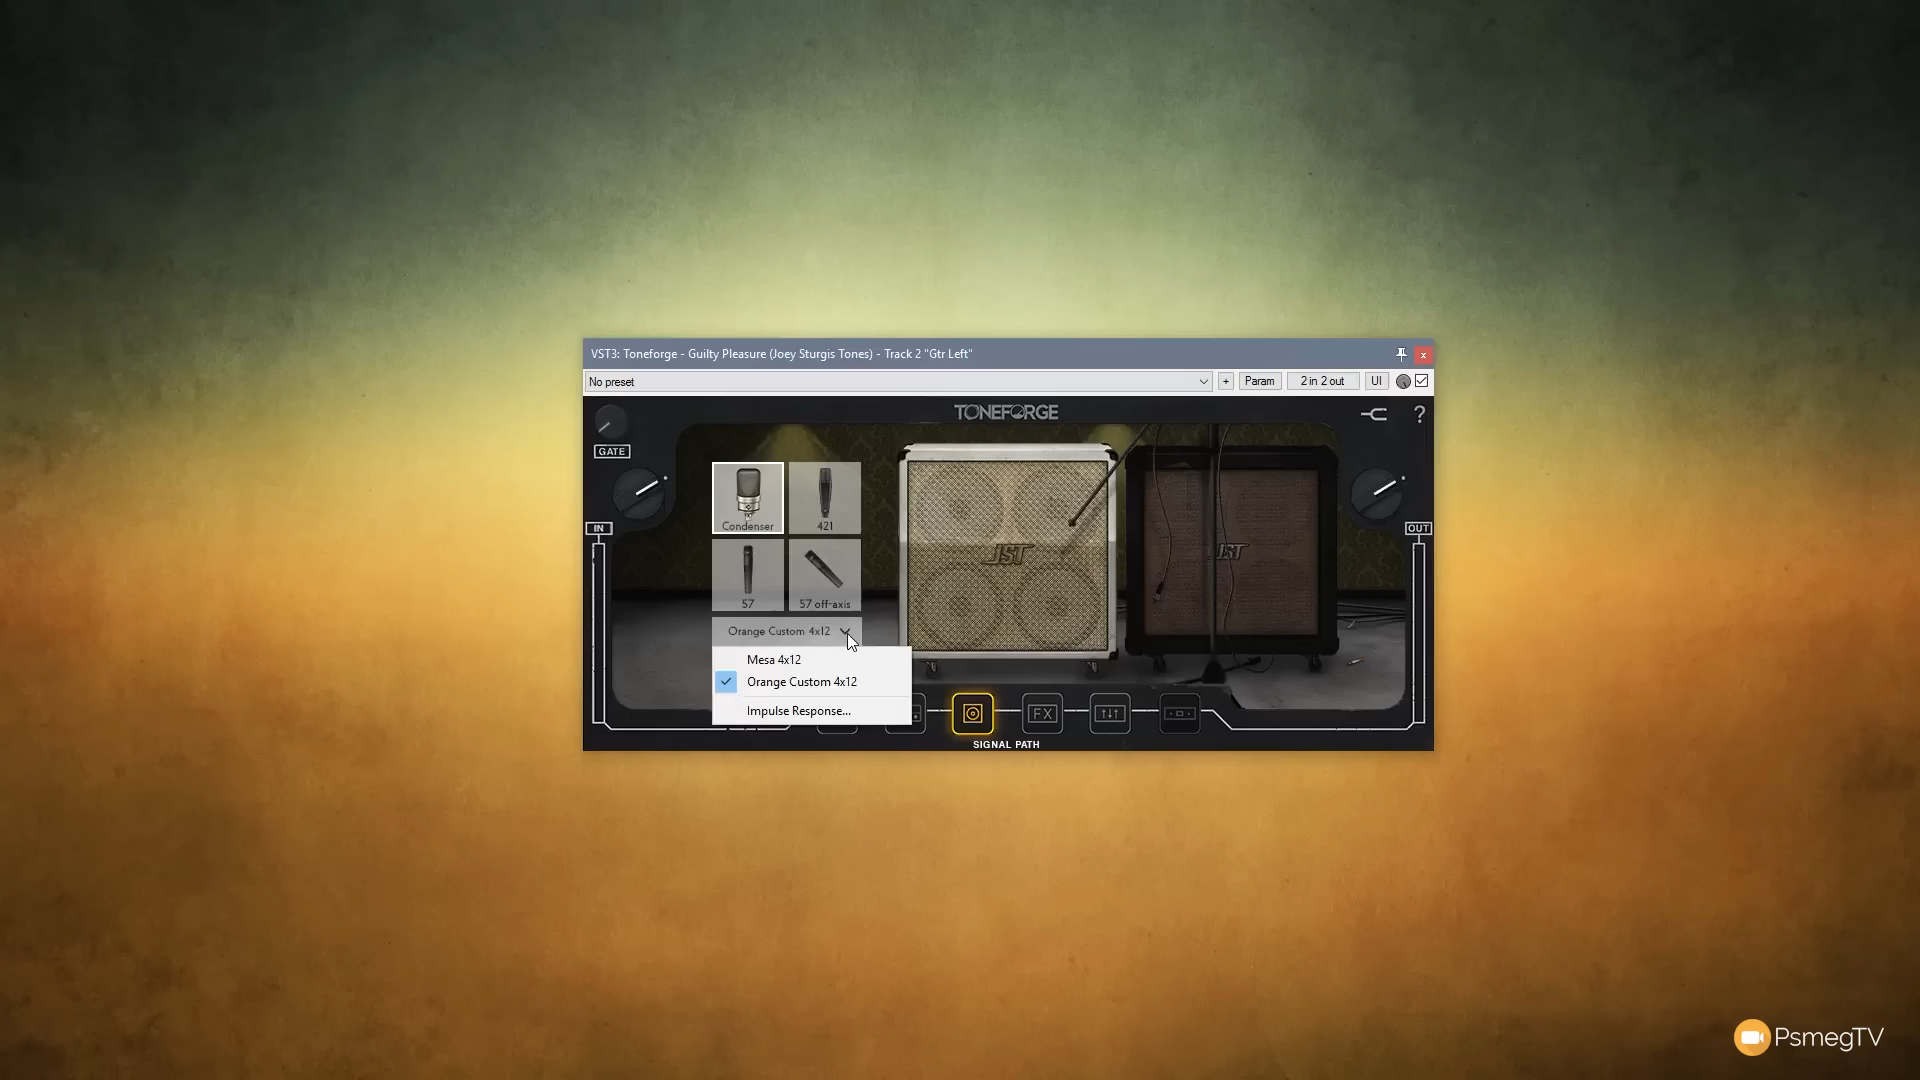 VST3: Toneforge - Guilty Pleasure (Joey Sturgis Tones) - Track 2 "Gtr Left"
x
No preset
+
Param
2 in 2 out
UI
TONEFORGE
?
GATE
IN
OUT
Condenser
421
57
57 off-axis
JST
JST
Orange Custom 4x12
Mesa 4x12
Orange Custom 4x12
Impulse Response...
FX
SIGNAL PATH
PsmegTV